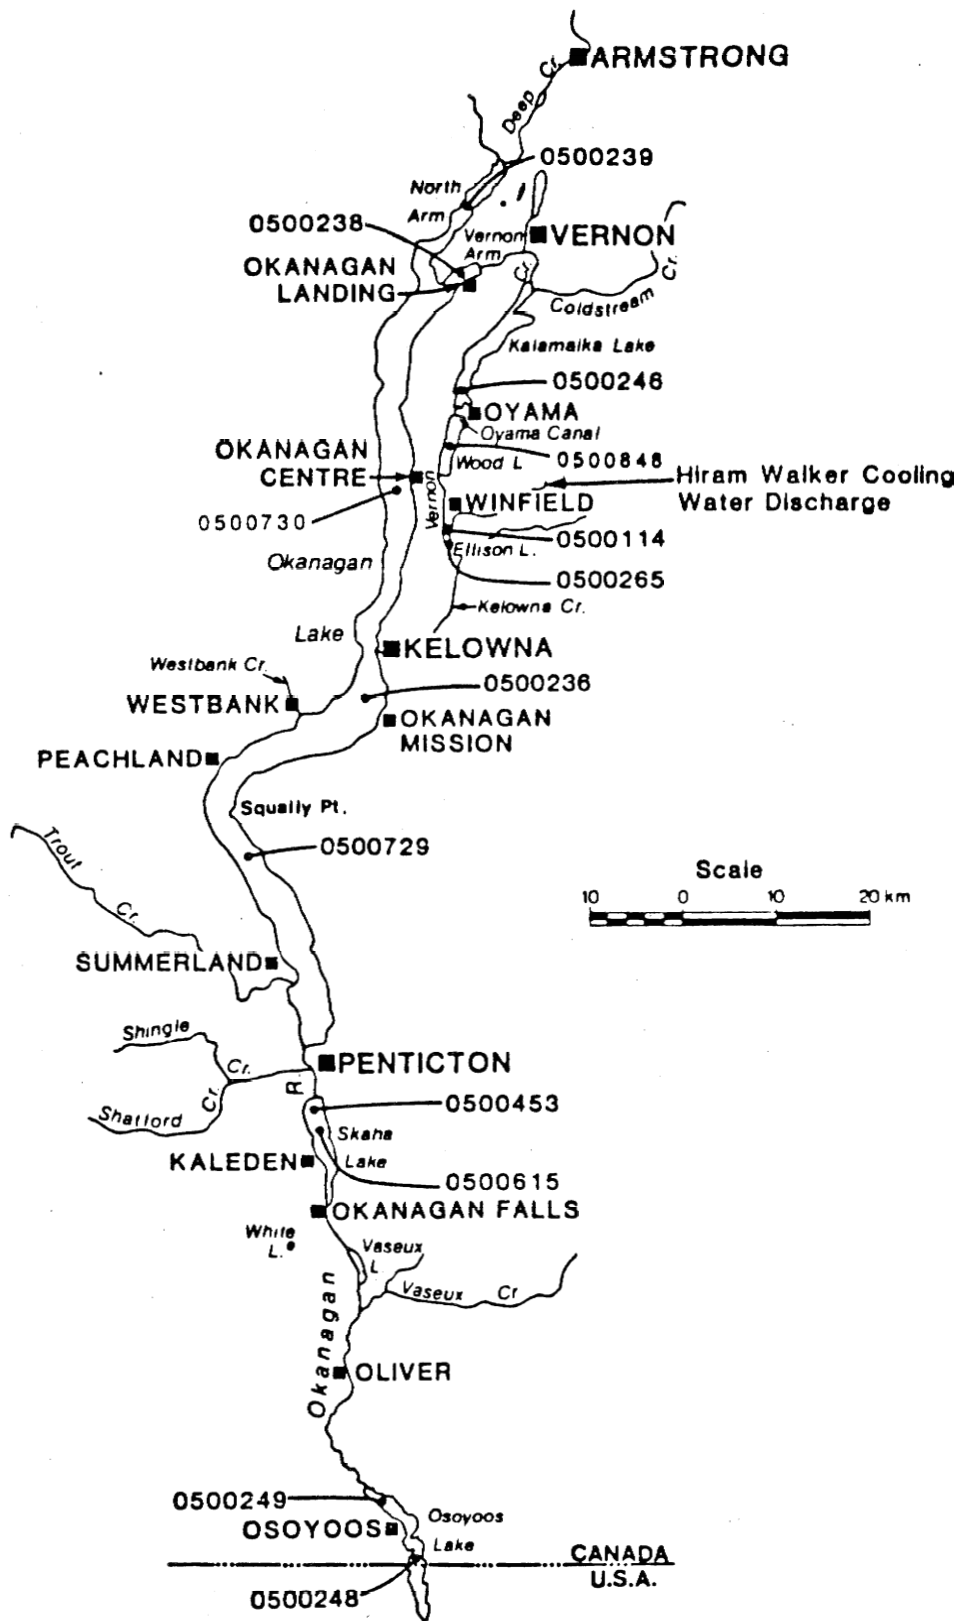 ARMSTRONG
Deep Cr.
0500239
North
Arm
0500238
Vernon
Arm
VERNON
Cr.
OKANAGAN
LANDING
Coldstream Cr.
Kalamalka Lake
0500246
OYAMA
Oyama Canal
OKANAGAN
CENTRE
Wood L
0500848
Hiram Walker Cooling
Water Discharge
Vernon
WINFIELD
0500730
0500114
Ellison L.
Okanagan
0500265
Kelowna Cr.
Lake
KELOWNA
Westbank Cr.
0500236
WESTBANK
OKANAGAN
MISSION
PEACHLAND
Squally Pt.
Trout
Cr.
0500729
Scale
10 0 10 20 km
SUMMERLAND
Shingle
Cr.
PENTICTON
R.
Shatford
Cr.
0500453
Skaha
Lake
KALEDEN
0500615
OKANAGAN FALLS
White
L.
Vaseux
L.
Vaseux Cr
Okanagan
OLIVER
0500249
Osoyoos
OSOYOOS
Lake
CANADA
U.S.A.
0500248